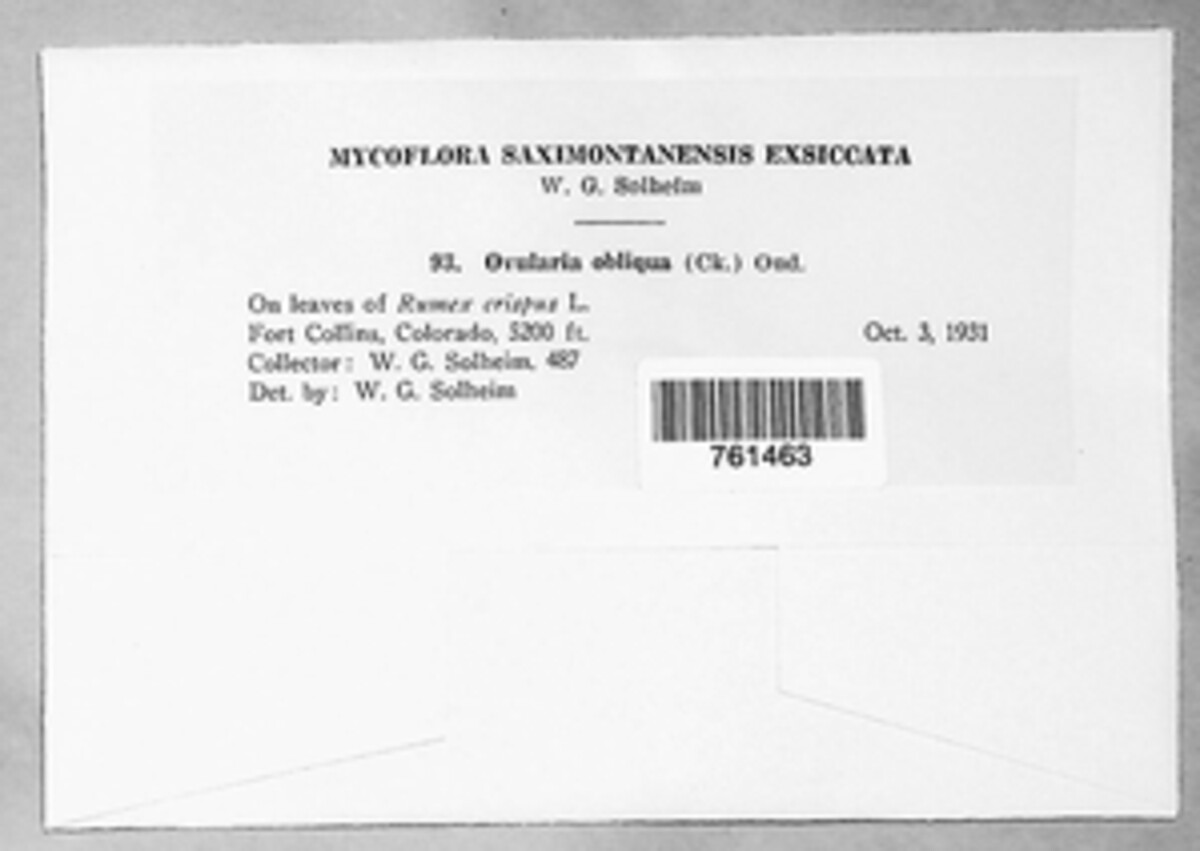 MYCOFLORA SAXIMONTANENSIS EXSICCATA
W. G. Solheim
93. Ovularia obliqua (Ck.) Oud.
On leaves of Rumex crispus L.
Fort Collins, Colorado, 5200 ft. Oct. 3, 1931
Collector: W. G. Solheim, 487
Det. by: W. G. Solheim
761463